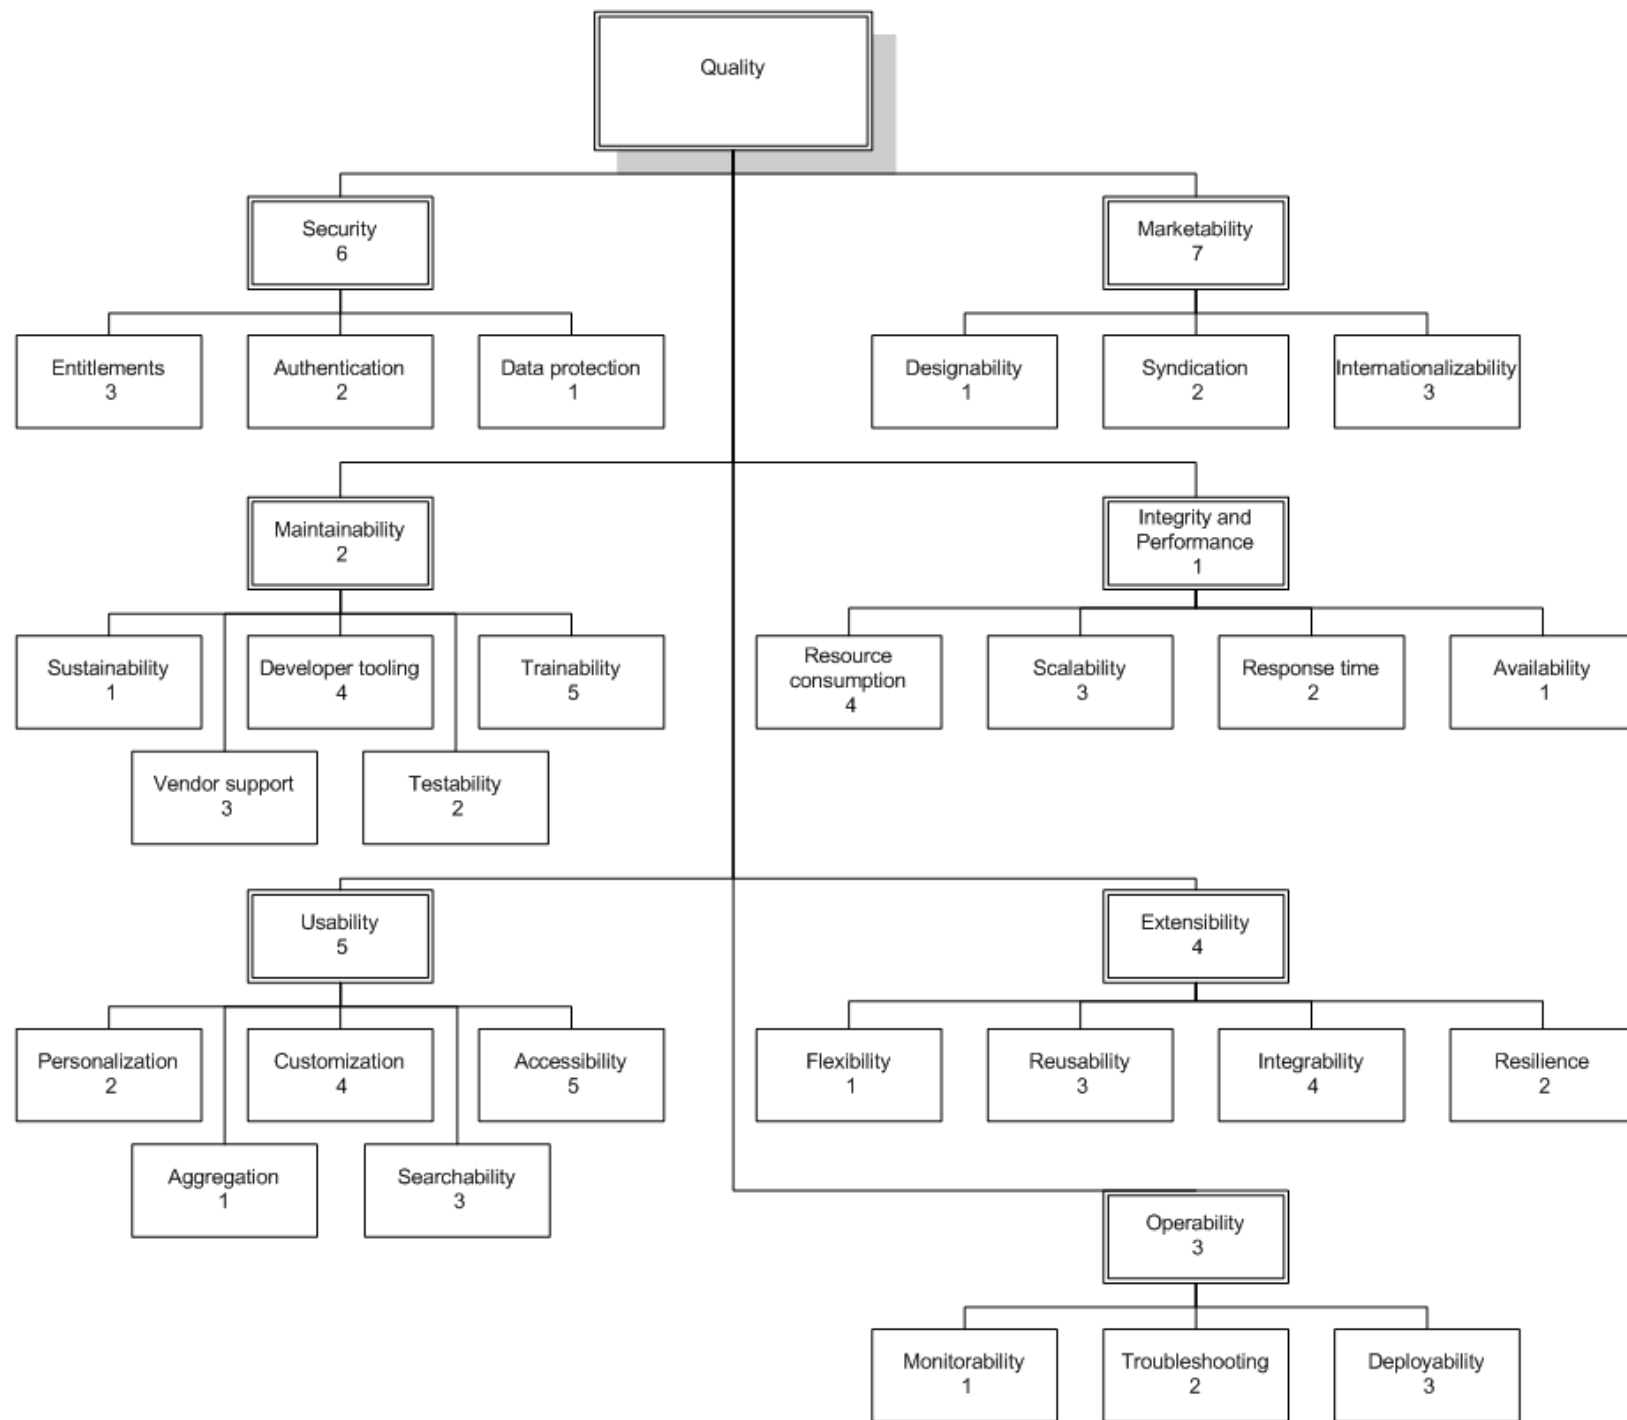 Quality
Security
6
Marketability
7
Entitlements
3
Authentication
2
Data protection
1
Designability
1
Syndication
2
Internationalizability
3
Maintainability
2
Integrity and
Performance
1
Sustainability
1
Developer tooling
4
Trainability
5
Vendor support
3
Testability
2
Resource
consumption
4
Scalability
3
Response time
2
Availability
1
Usability
5
Extensibility
4
Personalization
2
Customization
4
Accessibility
5
Aggregation
1
Searchability
3
Flexibility
1
Reusability
3
Integrability
4
Resilience
2
Operability
3
Monitorability
1
Troubleshooting
2
Deployability
3